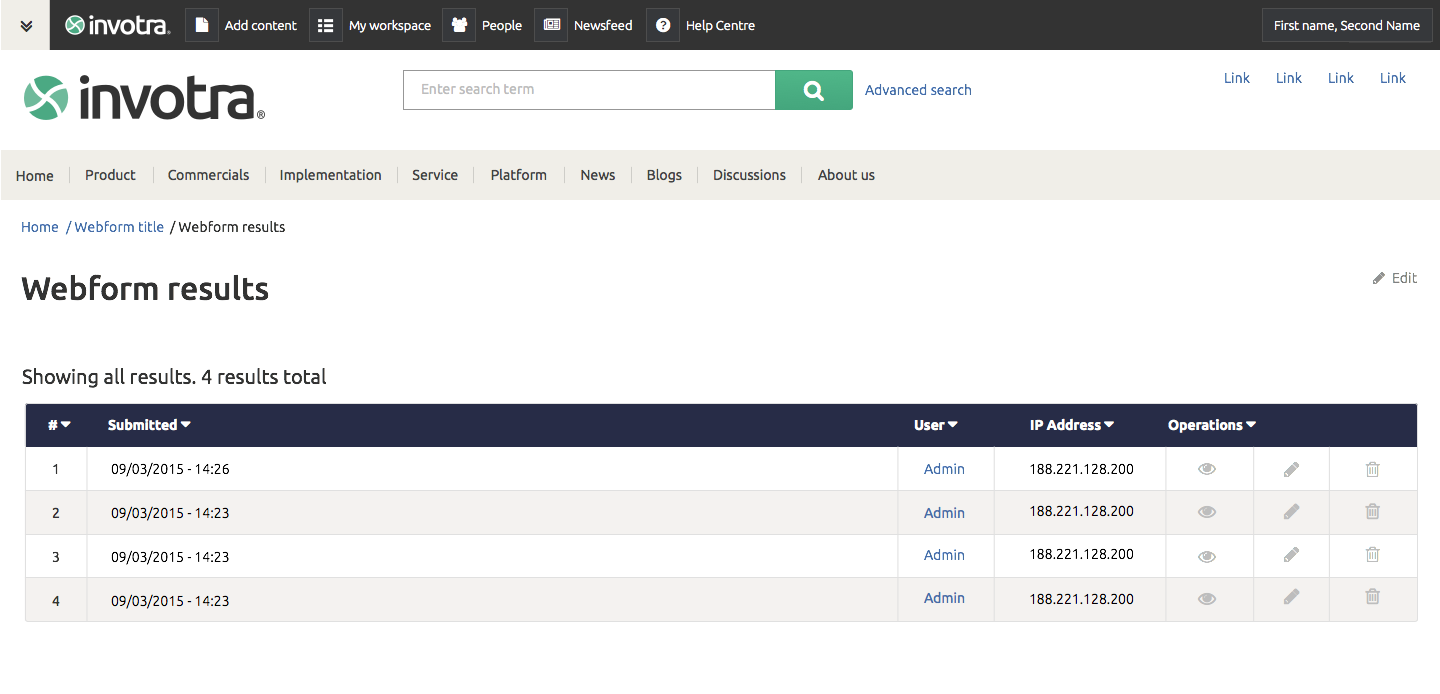 invotra® Add content My workspace People Newsfeed Help Centre First name, Second Name
invotra® Enter search term Advanced search Link Link Link Link
Home Product Commercials Implementation Service Platform News Blogs Discussions About us
Home / Webform title / Webform results
Webform results Edit
Showing all results. 4 results total
# Submitted User IP Address Operations
1 09/03/2015 - 14:26 Admin 188.221.128.200
2 09/03/2015 - 14:23 Admin 188.221.128.200
3 09/03/2015 - 14:23 Admin 188.221.128.200
4 09/03/2015 - 14:23 Admin 188.221.128.200